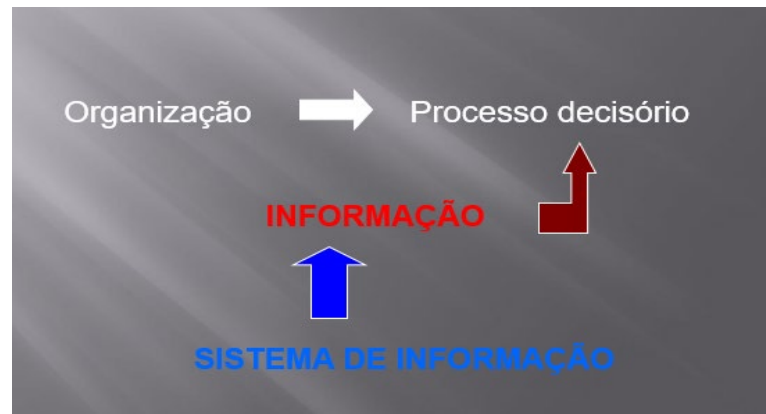 Organização Processo decisório
INFORMAÇÃO
SISTEMA DE INFORMAÇÃO